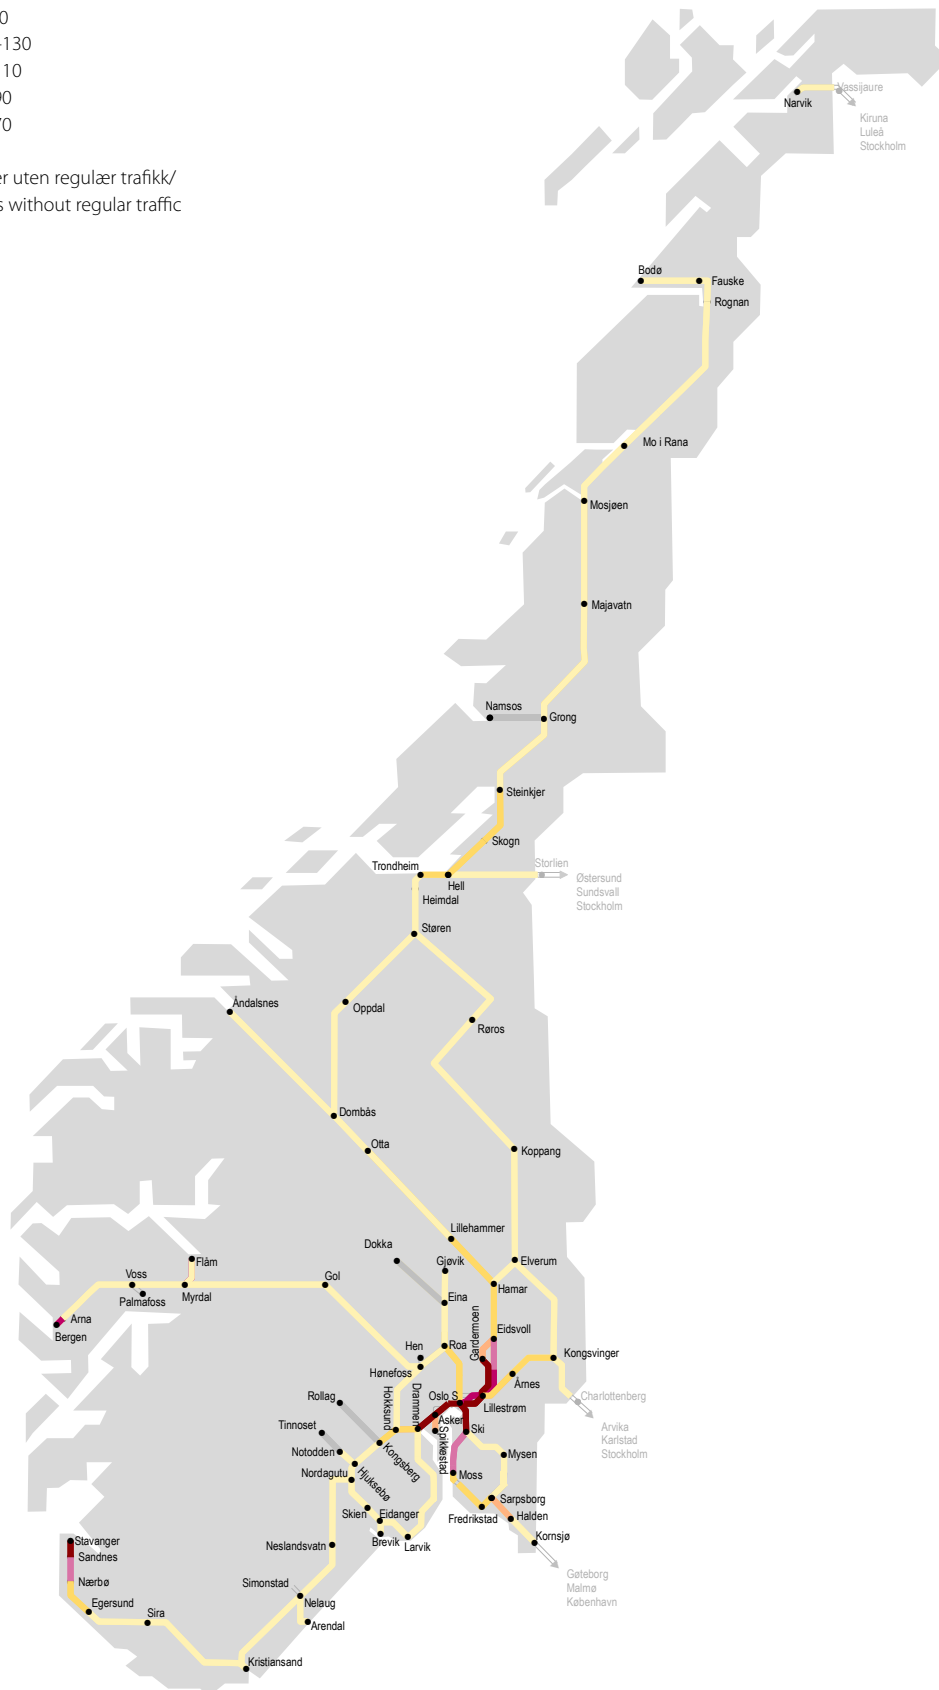 0
-130
110
90
70
er uten regulær trafikk/
s without regular traffic
Narvik
Vassijaure
Kiruna
Luleå
Stockholm
Bodø
Fauske
Rognan
Mo i Rana
Mosjøen
Majavatn
Namsos
Grong
Steinkjer
Skogn
Trondheim
Hell
Storlien
Østersund
Sundsvall
Stockholm
Heimdal
Støren
Åndalsnes
Oppdal
Røros
Dombås
Otta
Koppang
Lillehammer
Dokka
Gjøvik
Elverum
Flåm
Voss
Palmafoss
Myrdal
Gol
Hamar
Eina
Arna
Bergen
Gardermoen
Eidsvoll
Hen
Roa
Hønefoss
Kongsvinger
Årnes
Rollag
Hokksund
Drammen
Oslo S
Lillestrøm
Charlottenberg
Arvika
Karlstad
Stockholm
Asker
Spikkestad
Ski
Tinnoset
Notodden
Kongsberg
Mysen
Nordagutu
Hjuksebø
Moss
Sarpsborg
Skien
Eidanger
Fredrikstad
Halden
Brevik
Larvik
Kornsjø
Stavanger
Sandnes
Neslandsvatn
Gøteborg
Malmø
København
Nærbø
Simonstad
Egersund
Sira
Nelaug
Arendal
Kristiansand